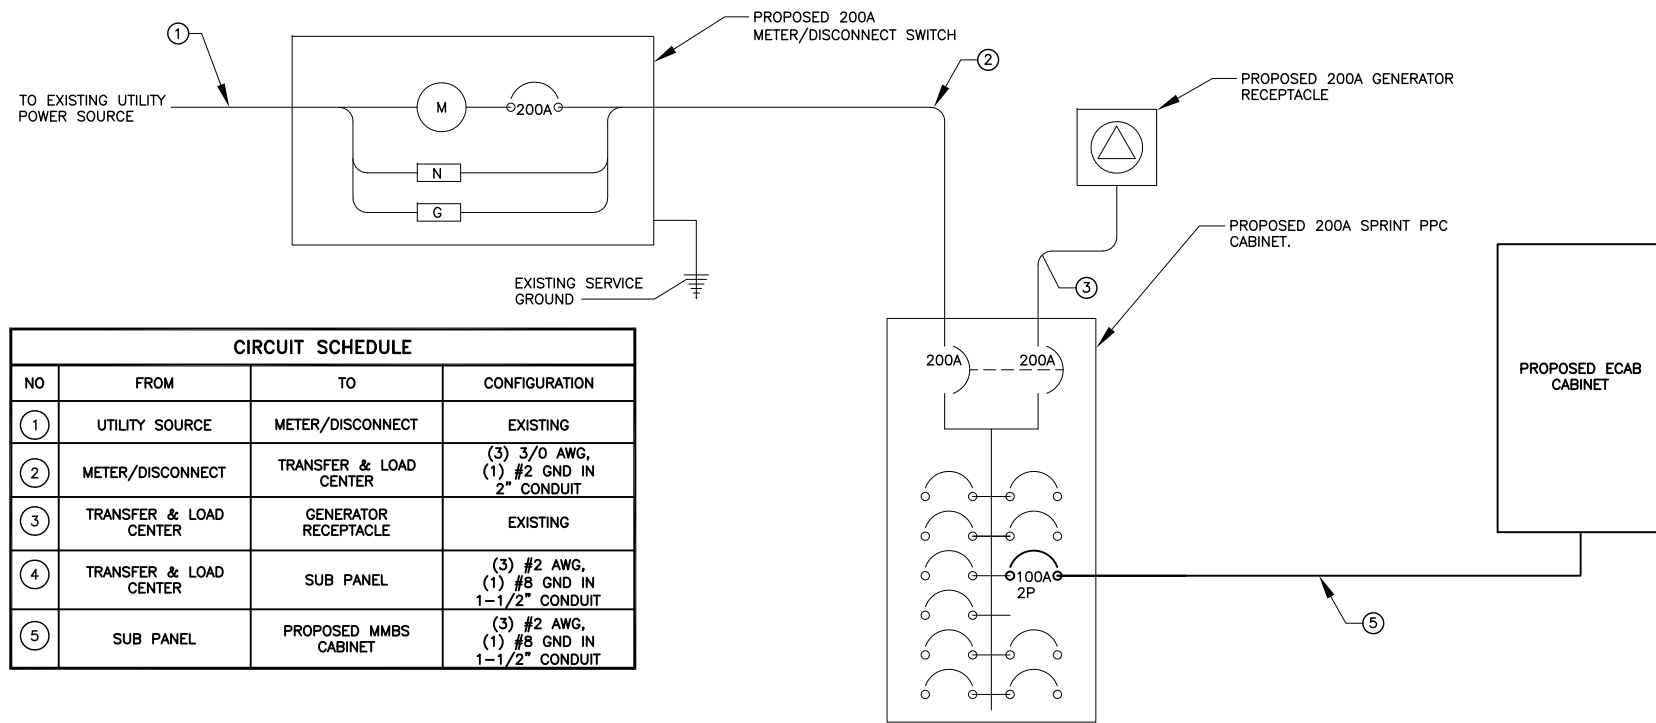 1
PROPOSED 200A
METER/DISCONNECT SWITCH
2
TO EXISTING UTILITY
POWER SOURCE
M
200A
N
G
PROPOSED 200A GENERATOR
RECEPTACLE
EXISTING SERVICE
GROUND
3
PROPOSED 200A SPRINT PPC
CABINET.
200A
200A
100A
2P
PROPOSED ECAB
CABINET
5
CIRCUIT SCHEDULE
NO FROM TO CONFIGURATION
1 UTILITY SOURCE METER/DISCONNECT EXISTING
2 METER/DISCONNECT TRANSFER & LOAD
CENTER (3) 3/0 AWG,
(1) #2 GND IN
2" CONDUIT
3 TRANSFER & LOAD
CENTER GENERATOR
RECEPTACLE EXISTING
4 TRANSFER & LOAD
CENTER SUB PANEL (3) #2 AWG,
(1) #8 GND IN
1-1/2" CONDUIT
5 SUB PANEL PROPOSED MMBS
CABINET (3) #2 AWG,
(1) #8 GND IN
1-1/2" CONDUIT